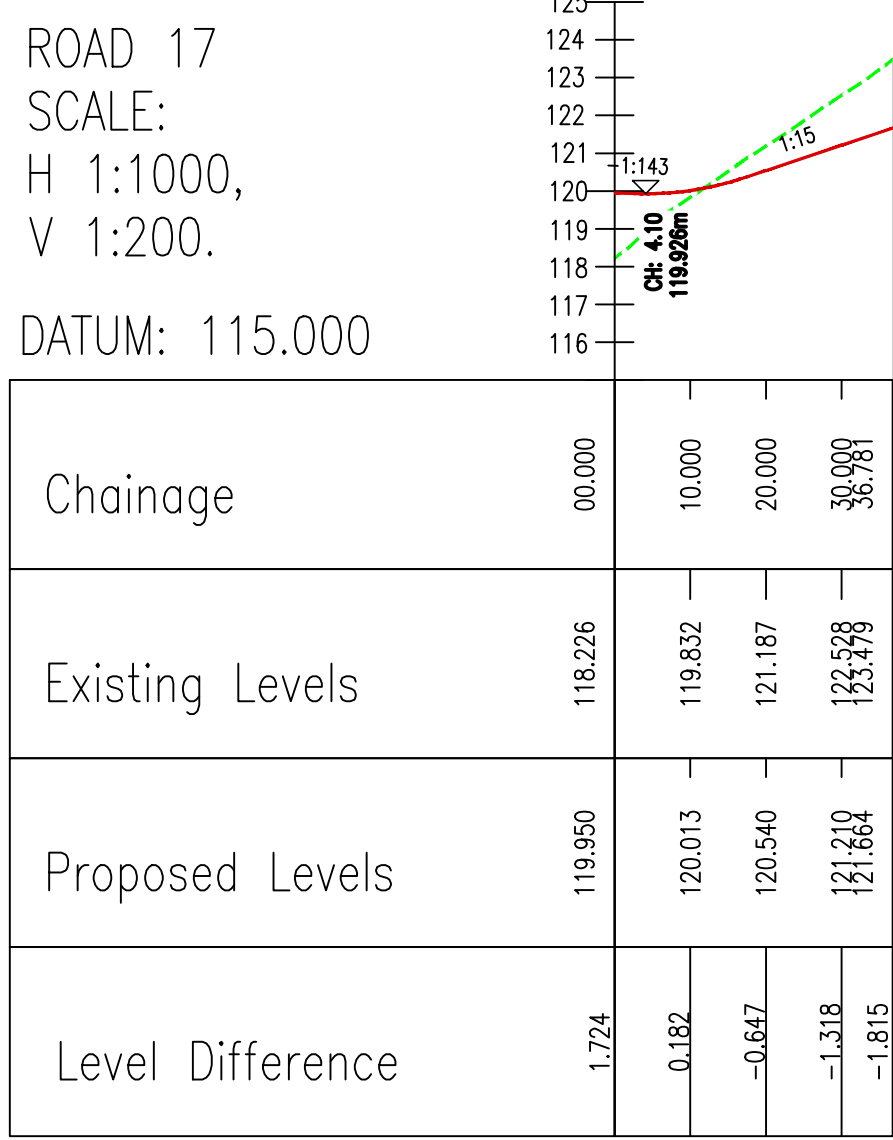 ROAD 17
SCALE:
H 1:1000,
V 1:200.
DATUM: 115.000
125
124
123
122
121
120
119
118
117
116
-1:143
1:15
CH: 4.10
119.926m
Chainage 00.000 10.000 20.000 30.000 36.781
Existing Levels 118.226 119.832 121.187 122.528 123.479
Proposed Levels 119.950 120.013 120.540 121.210 121.664
Level Difference 1.724 0.182 -0.647 -1.318 -1.815